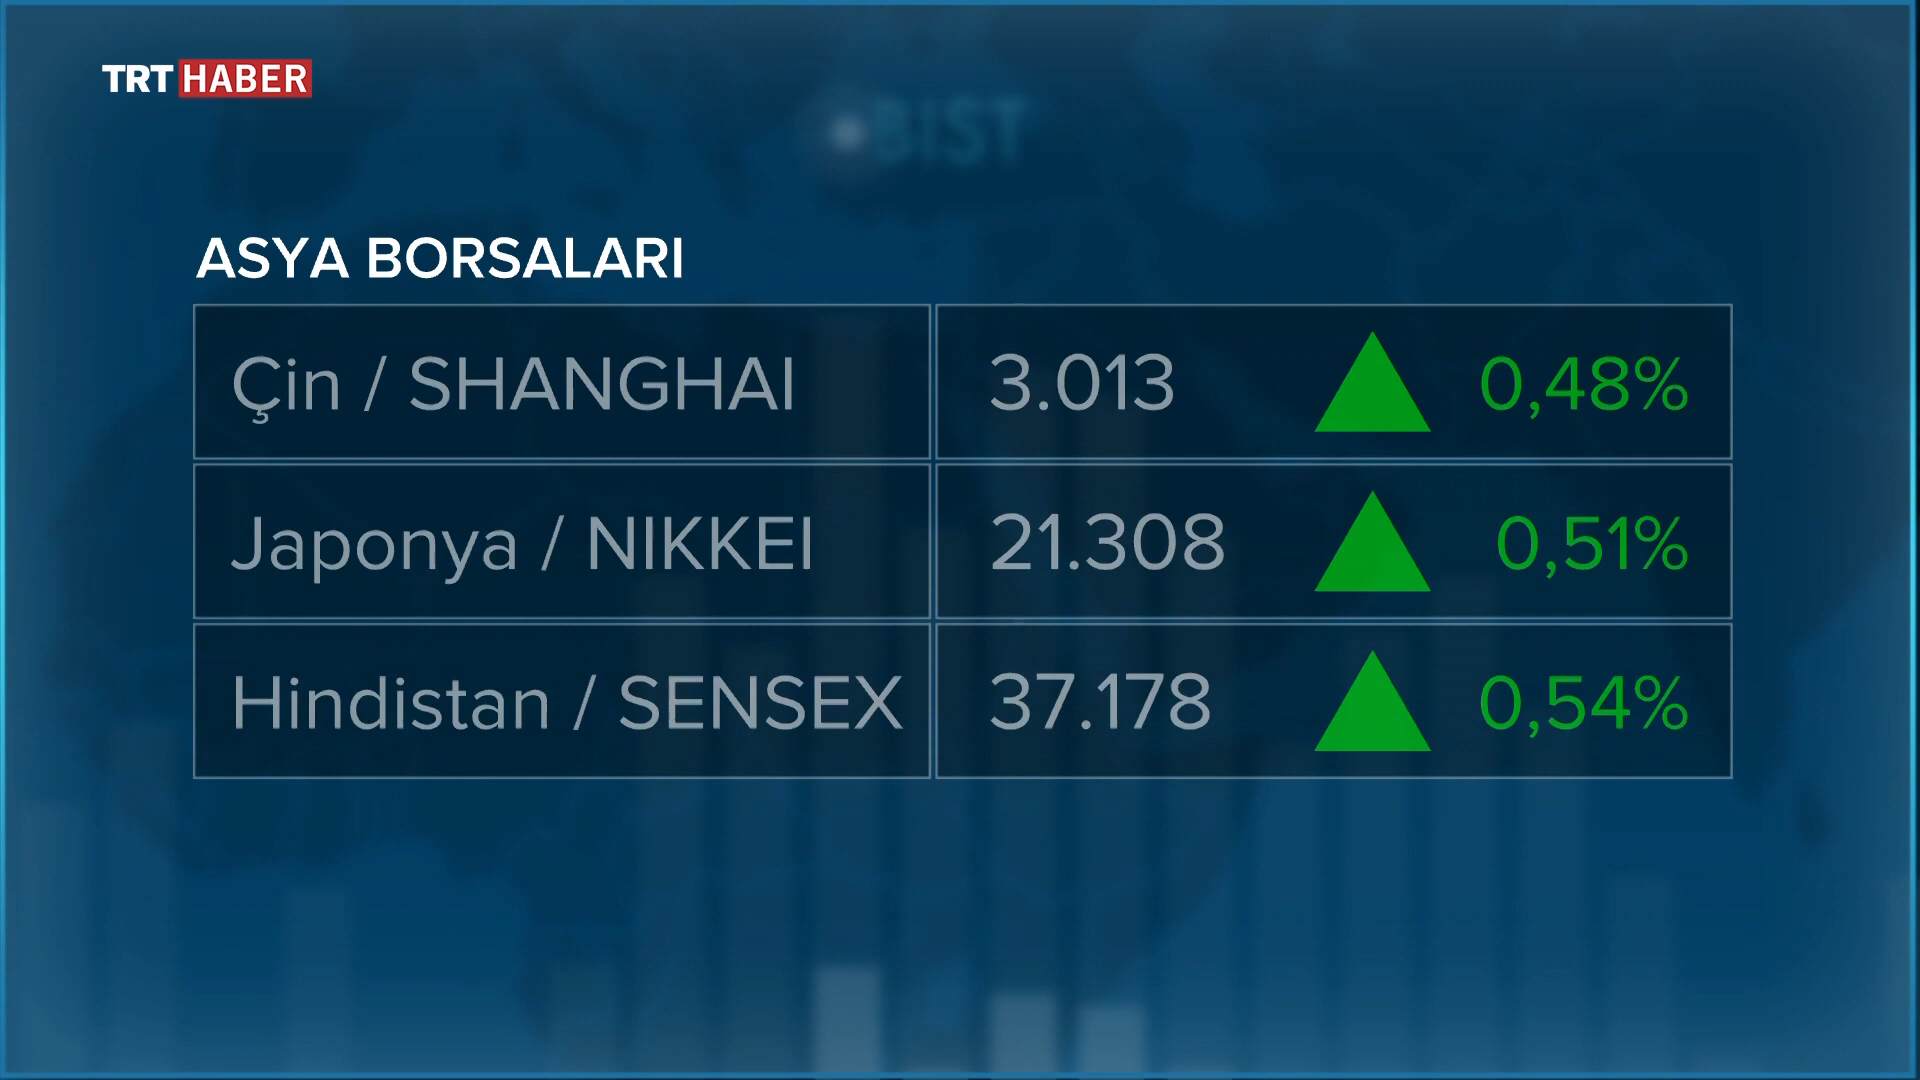 TRT HABER
BIST
ASYA BORSALARI
Çin / SHANGHAI 3.013 0,48%
Japonya / NIKKEI 21.308 0,51%
Hindistan / SENSEX 37.178 0,54%